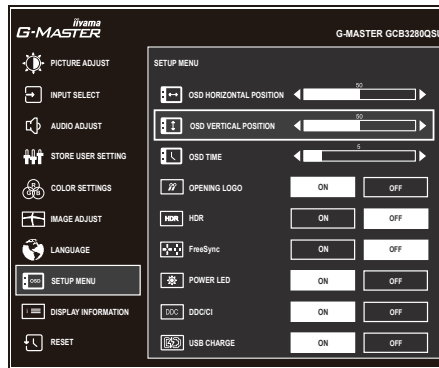 iiyama
G-MASTER
G-MASTER GCB3280QSU
PICTURE ADJUST
INPUT SELECT
AUDIO ADJUST
STORE USER SETTING
COLOR SETTINGS
IMAGE ADJUST
LANGUAGE
OSD SETUP MENU
DISPLAY INFORMATION
RESET
SETUP MENU
OSD HORIZONTAL POSITION 50
OSD VERTICAL POSITION 50
OSD TIME 5
OPENING LOGO ON OFF
HDR HDR ON OFF
FreeSync ON OFF
POWER LED ON OFF
DDC DDC/CI ON OFF
USB CHARGE ON OFF